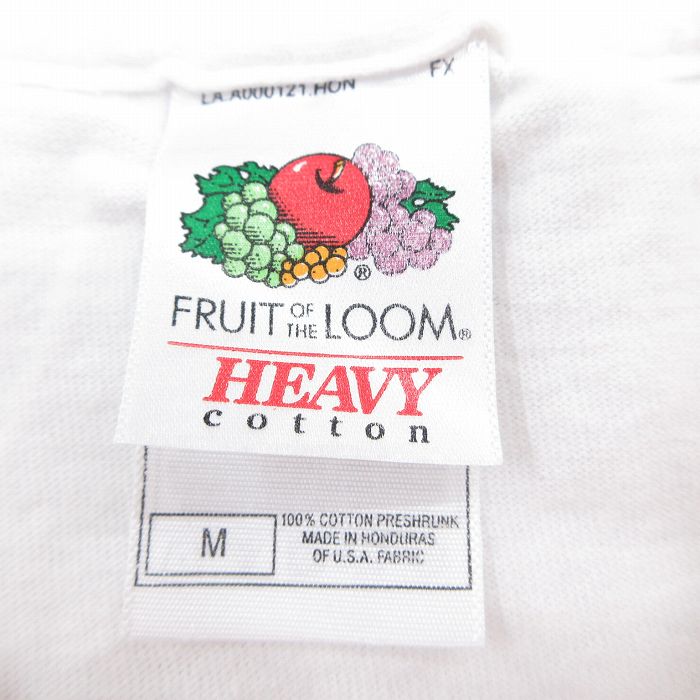 LA.A000121.HON FX
®
FRUIT OF THE LOOM®
HEAVY
cotton
M
100% COTTON PRESHRUNK
MADE IN HONDURAS
OF U.S.A. FABRIC